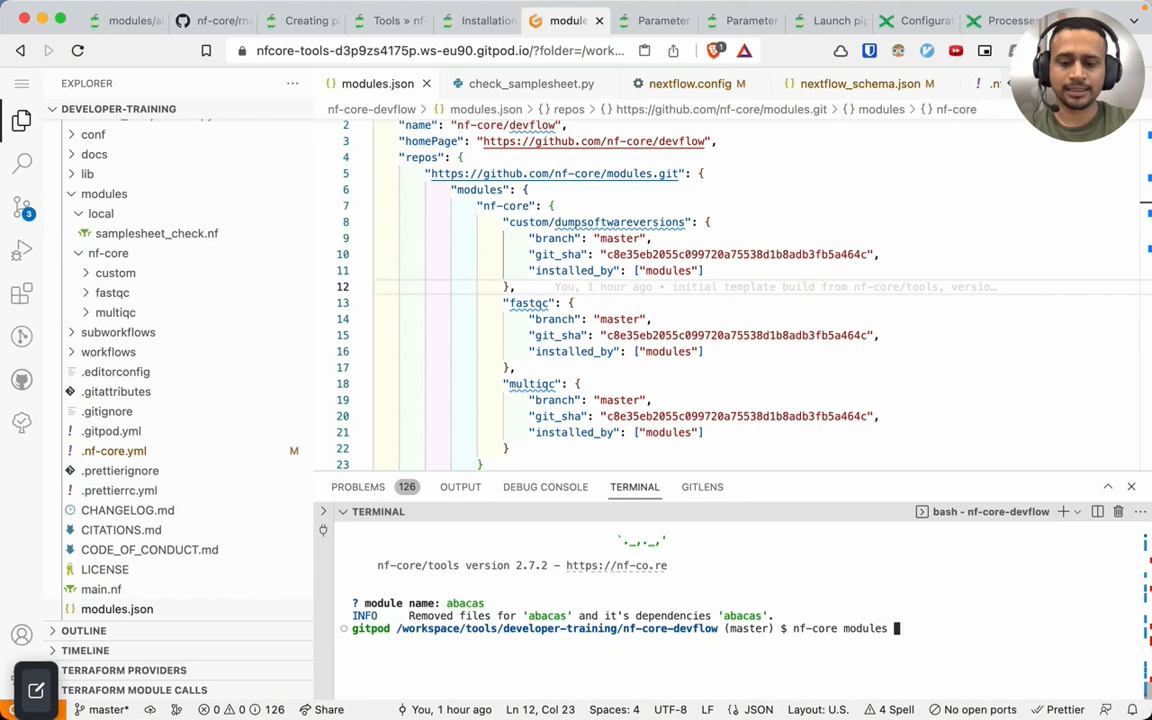 modules/al
nf-core/rna
Creating pi
Tools » nf-
Installation
module
Parameter
Parameter
Launch pip
Configurat
Processes
nfcore-tools-d3p9zs4175p.ws-eu90.gitpod.io/?folder=/work...
EXPLORER
modules.json
check_samplesheet.py
nextflow.config M
nextflow_schema.json M
DEVELOPER-TRAINING
nf-core-devflow > modules.json > {} repos > {} https://github.com/nf-core/modules.git > {} modules > {} nf-core
conf
docs
lib
modules
local
samplesheet_check.nf
nf-core
custom
fastqc
multiqc
subworkflows
workflows
.editorconfig
.gitattributes
.gitignore
.gitpod.yml
.nf-core.yml M
.prettierignore
.prettierrc.yml
CHANGELOG.md
CITATIONS.md
CODE_OF_CONDUCT.md
LICENSE
main.nf
modules.json
OUTLINE
TIMELINE
TERRAFORM PROVIDERS
TERRAFORM MODULE CALLS
3
2 "name": "nf-core/devflow",
3 "homePage": "https://github.com/nf-core/devflow",
4 "repos": {
5 "https://github.com/nf-core/modules.git": {
6 "modules": {
7 "nf-core": {
8 "custom/dumpsoftwareversions": {
9 "branch": "master",
10 "git_sha": "c8e35eb2055c099720a75538d1b8adb3fb5a464c",
11 "installed_by": ["modules"]
12 }, You, 1 hour ago • initial template build from nf-core/tools, versio…
13 "fastqc": {
14 "branch": "master",
15 "git_sha": "c8e35eb2055c099720a75538d1b8adb3fb5a464c",
16 "installed_by": ["modules"]
17 },
18 "multiqc": {
19 "branch": "master",
20 "git_sha": "c8e35eb2055c099720a75538d1b8adb3fb5a464c",
21 "installed_by": ["modules"]
22 }
23 }
PROBLEMS 126 OUTPUT DEBUG CONSOLE TERMINAL GITLENS
TERMINAL
bash - nf-core-devflow
`._,._,'
nf-core/tools version 2.7.2 – https://nf-co.re
? module name: abacas
INFO Removed files for 'abacas' and it's dependencies 'abacas'.
gitpod /workspace/tools/developer-training/nf-core-devflow (master) $ nf-core modules
master* 0 0 126 Share You, 1 hour ago Ln 12, Col 23 Spaces: 4 UTF-8 LF {} JSON Layout: U.S. 4 Spell No open ports Prettier